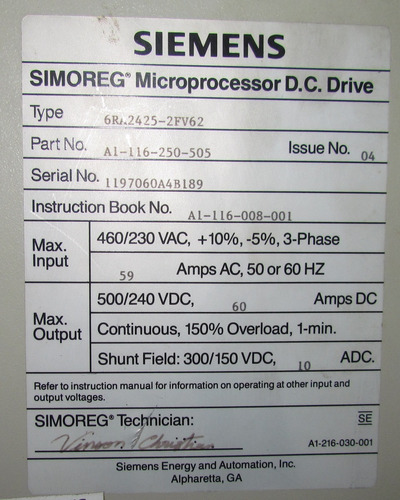 SIEMENS
SIMOREG® Microprocessor D.C. Drive
Type 6RA2425-2FV62
Part No. A1-116-250-505 Issue No. 04
Serial No. 1197060A4B189
Instruction Book No. A1-116-008-001
Max. Input
460/230 VAC, +10%, -5%, 3-Phase
59 Amps AC, 50 or 60 HZ
Max. Output
500/240 VDC, 60 Amps DC
Continuous, 150% Overload, 1-min.
Shunt Field: 300/150 VDC, 10 ADC.
Refer to instruction manual for information on operating at other input and
output voltages.
SIMOREG® Technician:
SE
Vinson Christian
A1-216-030-001
Siemens Energy and Automation, Inc.
Alpharetta, GA